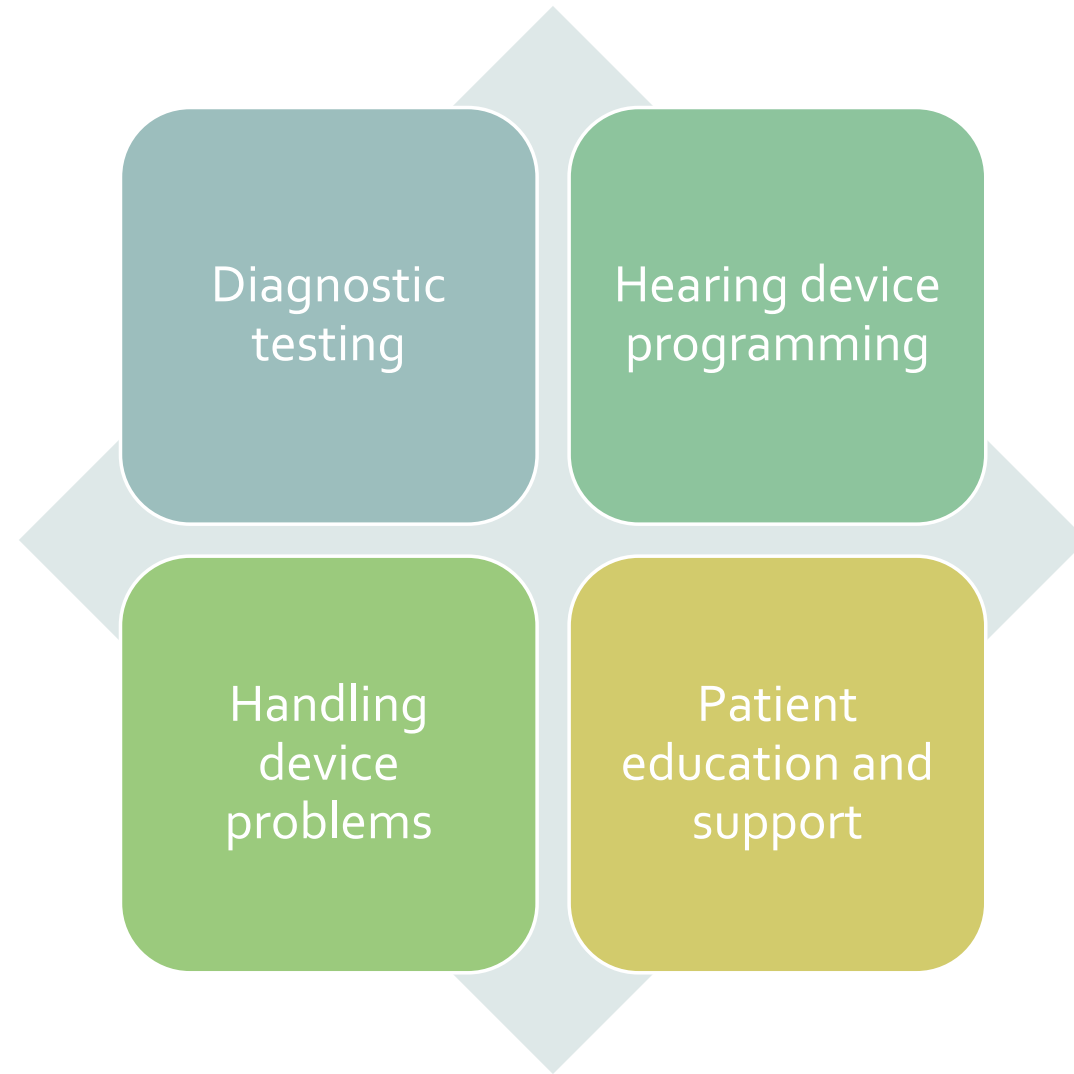 Diagnostic
testing
Hearing device
programming
Handling
device
problems
Patient
education and
support